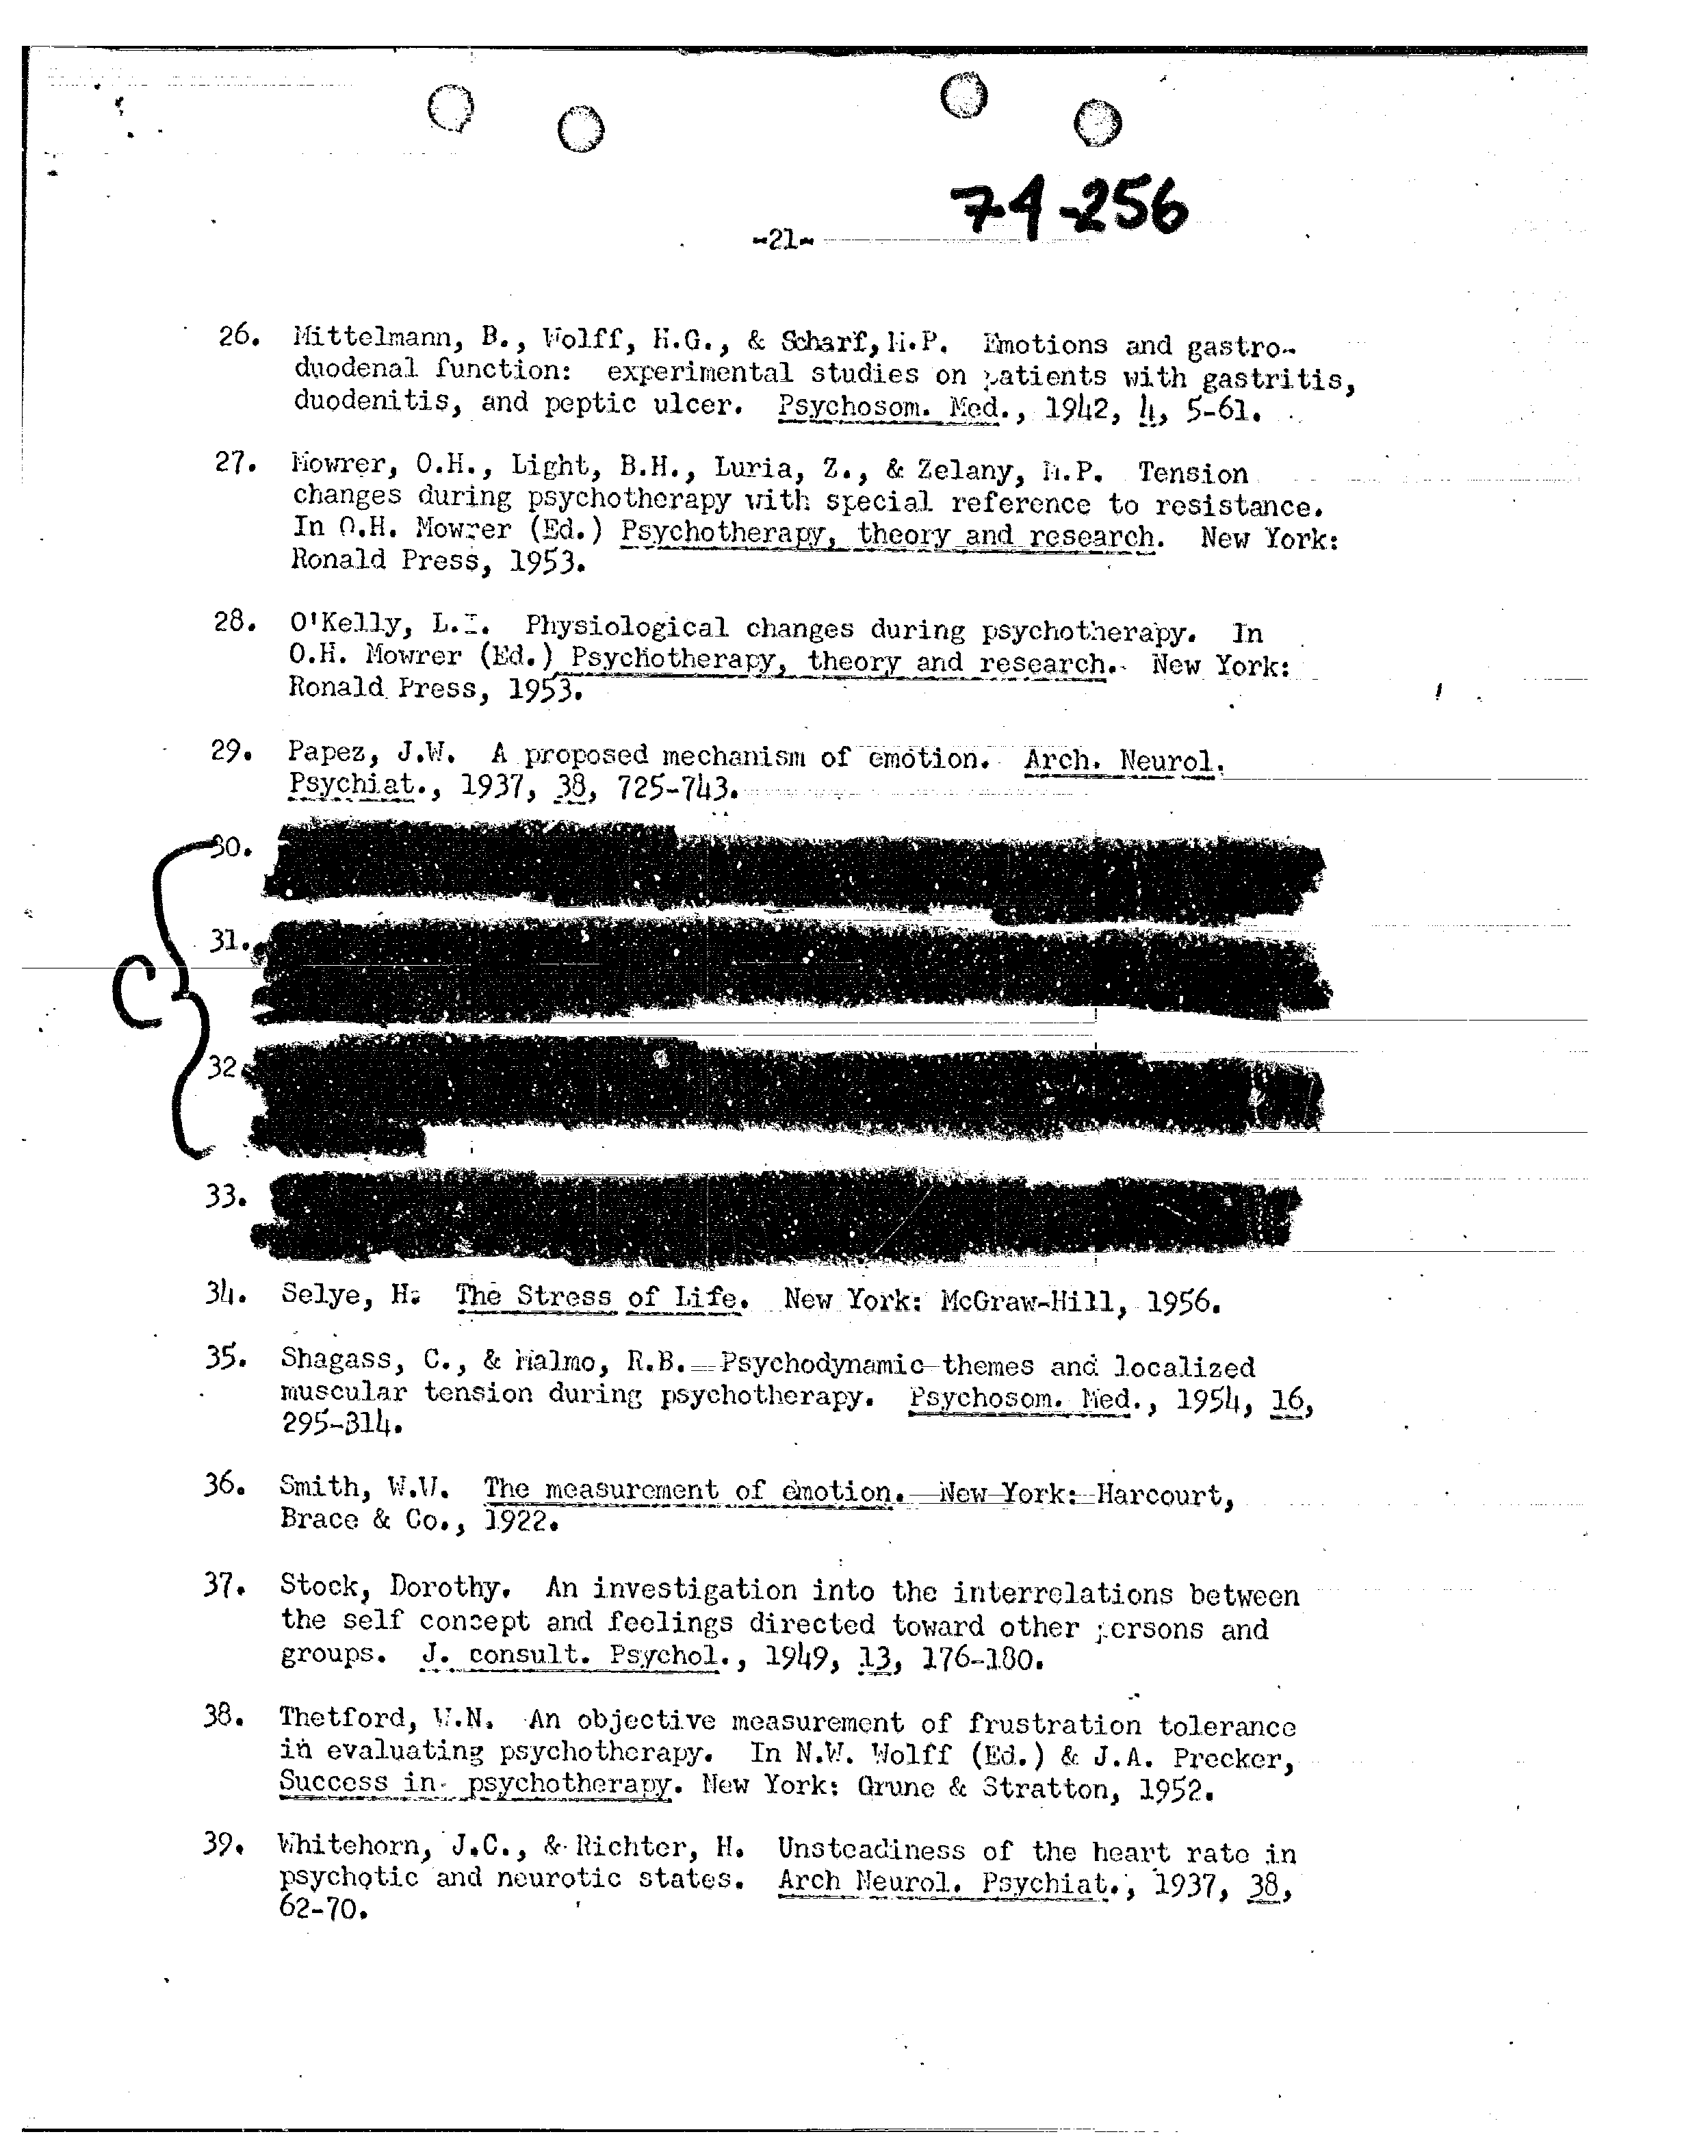 74-256
-21-
26. Mittelmann, B., Wolff, H.G., & Scharf, M.P. Emotions and gastro-
duodenal function: experimental studies on patients with gastritis,
duodenitis, and peptic ulcer. Psychosom. Med., 1942, 4, 5-61.
27. Mowrer, O.H., Light, B.H., Luria, Z., & Zelany, M.P. Tension
changes during psychotherapy with special reference to resistance.
In O.H. Mowrer (Ed.) Psychotherapy, theory and research. New York:
Ronald Press, 1953.
28. O'Kelly, L.I. Physiological changes during psychotherapy. In
O.H. Mowrer (Ed.) Psychotherapy, theory and research. New York:
Ronald Press, 1953.
29. Papez, J.W. A proposed mechanism of emotion. Arch. Neurol.
Psychiat., 1937, 38, 725-743.
30.
31.
C
32
33.
34. Selye, H. The Stress of Life. New York: McGraw-Hill, 1956.
35. Shagass, C., & Malmo, R.B. Psychodynamic themes and localized
muscular tension during psychotherapy. Psychosom. Med., 1954, 16,
295-314.
36. Smith, W.W. The measurement of emotion. New York: Harcourt,
Brace & Co., 1922.
37. Stock, Dorothy. An investigation into the interrelations between
the self concept and feelings directed toward other persons and
groups. J. consult. Psychol., 1949, 13, 176-180.
38. Thetford, W.N. An objective measurement of frustration tolerance
in evaluating psychotherapy. In N.W. Wolff (Ed.) & J.A. Precker,
Success in psychotherapy. New York: Grune & Stratton, 1952.
39. Whitehorn, J.C., & Richter, H. Unsteadiness of the heart rate in
psychotic and neurotic states. Arch Neurol. Psychiat., 1937, 38,
62-70.